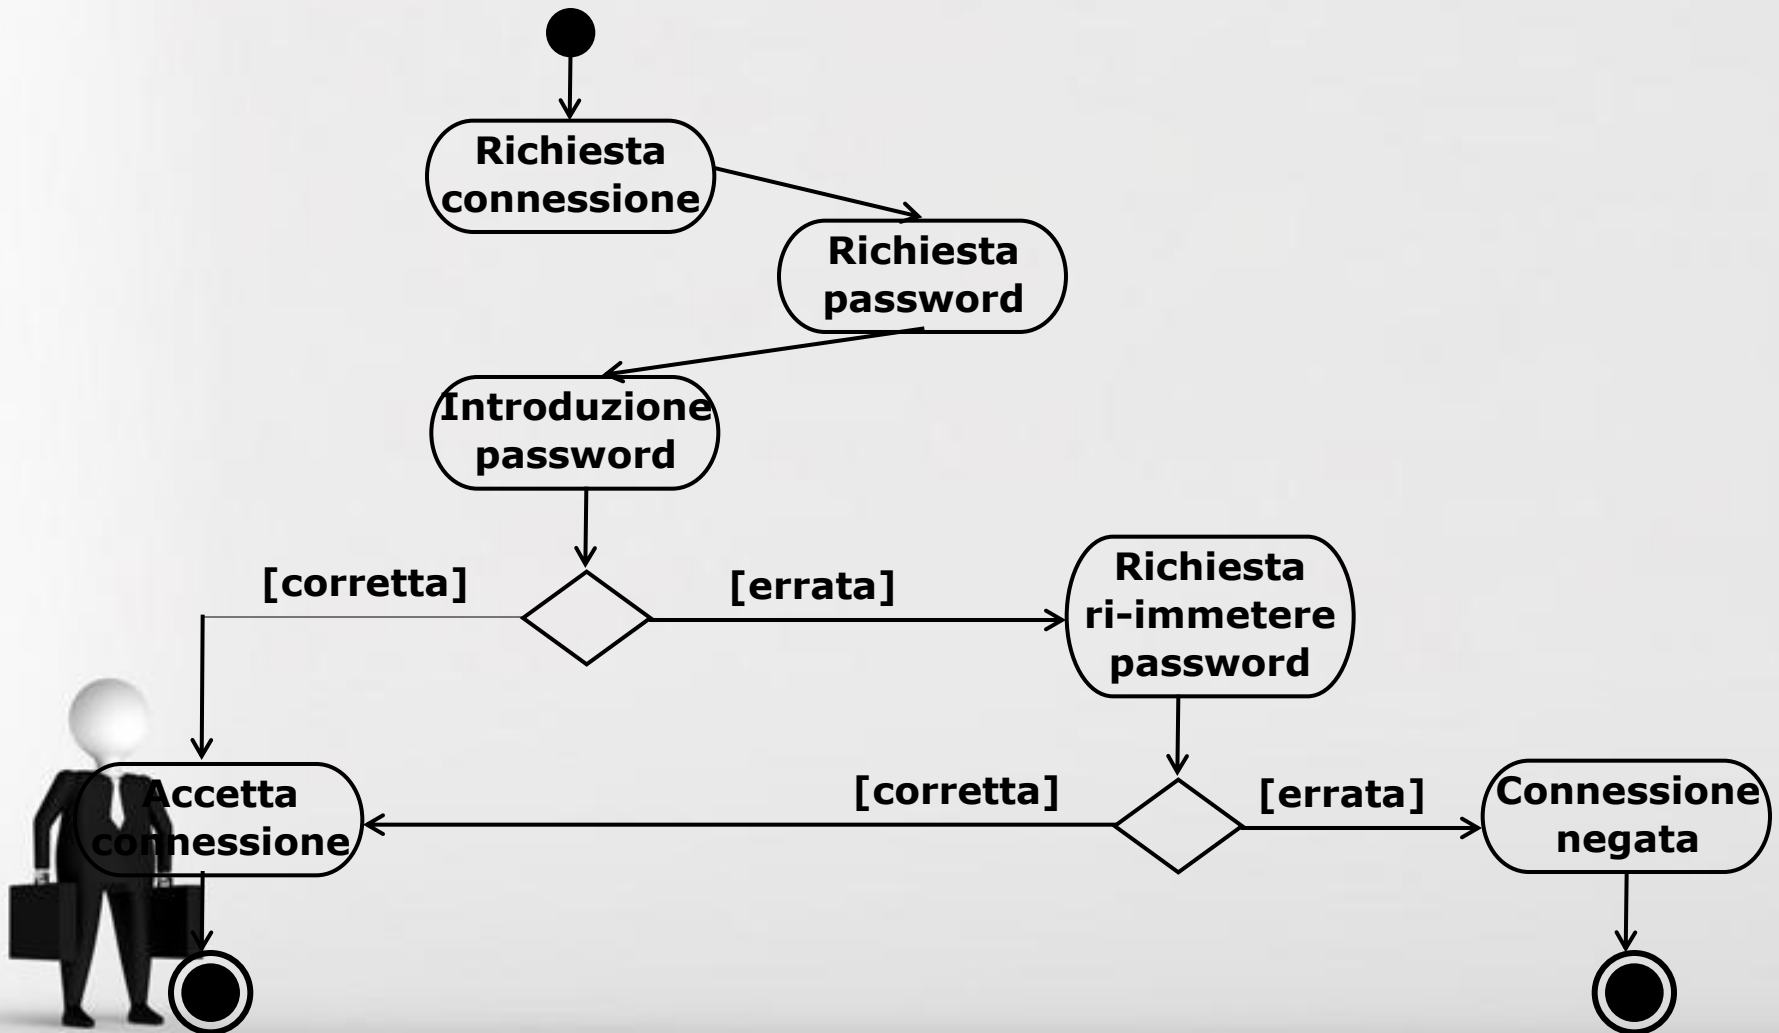 Richiesta
connessione
Richiesta
password
Introduzione
password
[corretta]
[errata]
Richiesta
ri-immetere
password
Accetta
connessione
[corretta]
[errata]
Connessione
negata